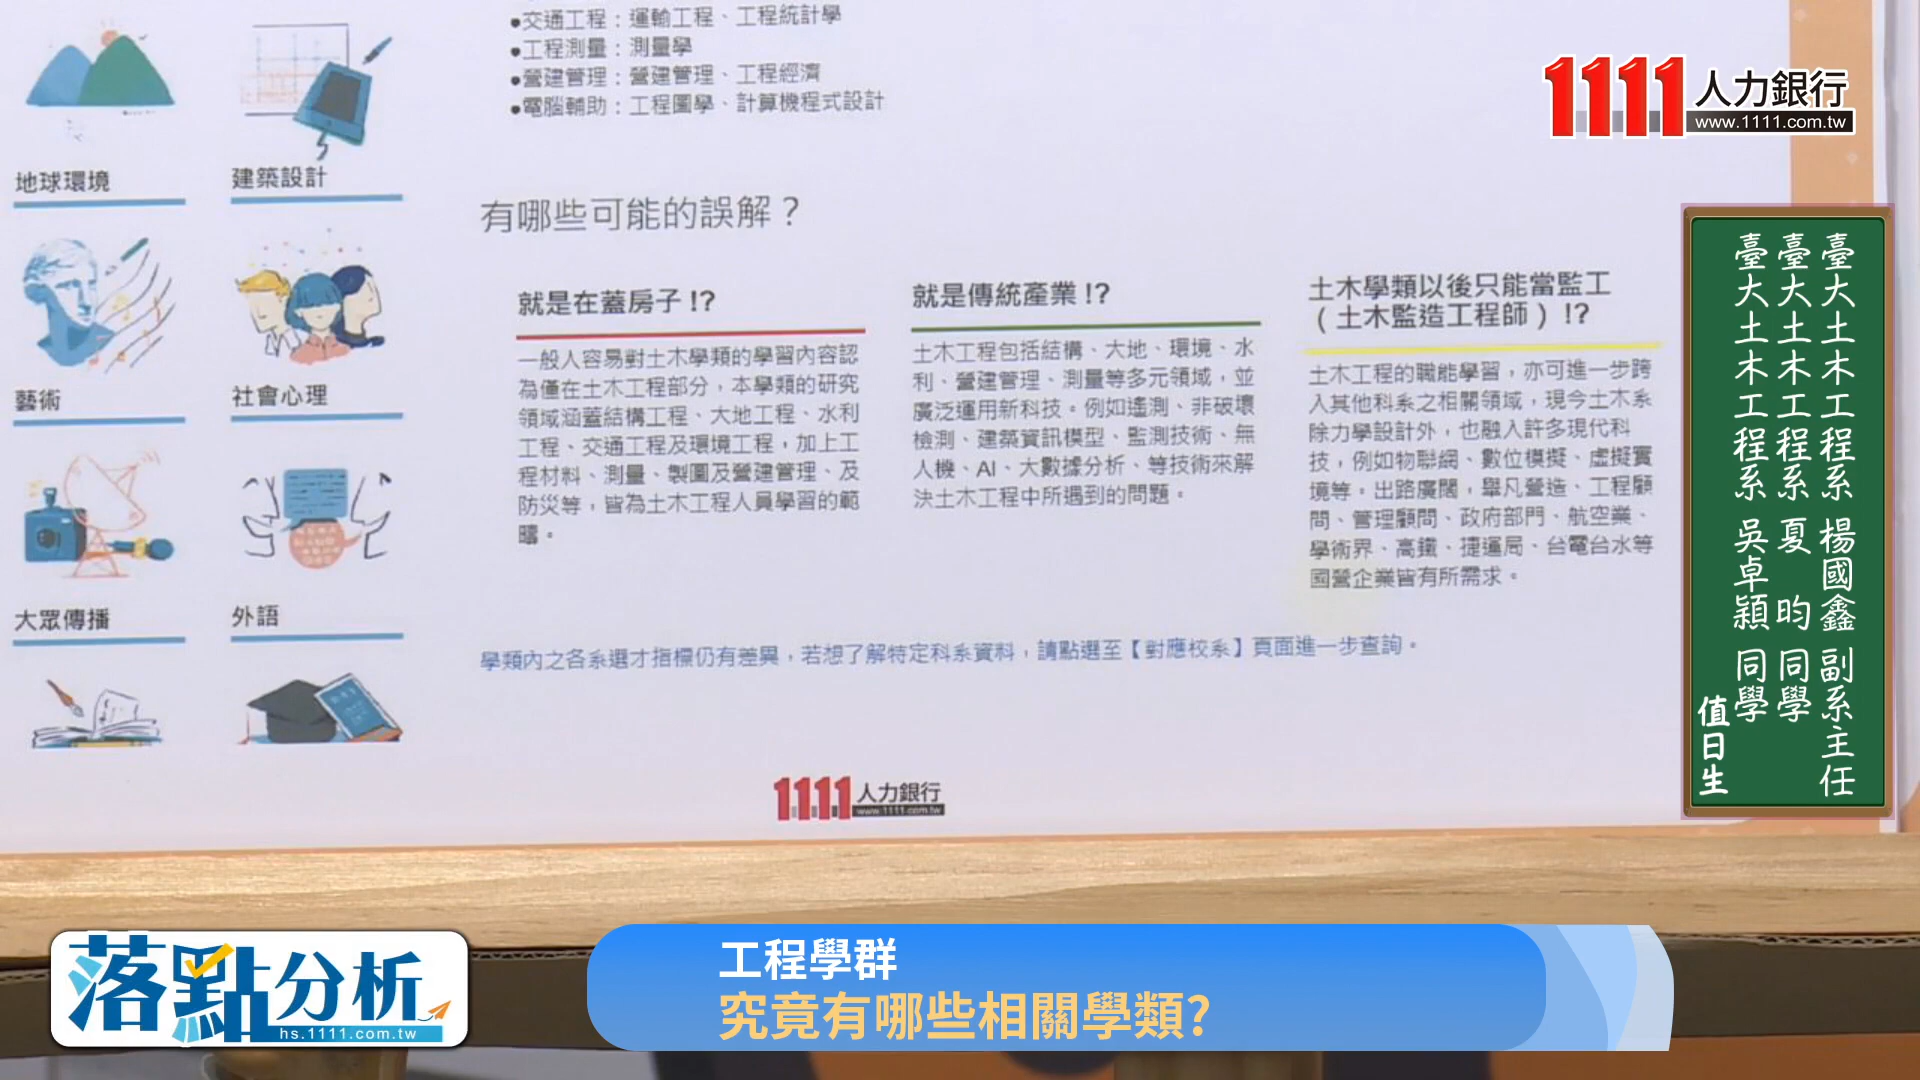 ●交通工程：運輸工程、工程統計學
●工程測量：測量學
●營建管理：營建管理、工程經濟
●電腦輔助：工程圖學、計算機程式設計
1111人力銀行
www.1111.com.tw
地球環境
建築設計
藝術
社會心理
大眾傳播
外語
有哪些可能的誤解？
就是在蓋房子!?
一般人容易對土木學類的學習內容認
為僅在土木工程部分，本學類的研究
領域涵蓋結構工程、大地工程、水利
工程、交通工程及環境工程，加上工
程材料、測量、製圖及營建管理、及
防災等，皆為土木工程人員學習的範
疇。
就是傳統產業!?
土木工程包括結構、大地、環境、水
利、營建管理、測量等多元領域，並
廣泛運用新科技。例如遙測、非破壞
檢測、建築資訊模型、監測技術、無
人機、AI、大數據分析、等技術來解
決土木工程中所遇到的問題。
土木學類以後只能當監工
（土木監造工程師）!?
土木工程的職能學習，亦可進一步跨
入其他科系之相關領域，現今土木系
除力學設計外，也融入許多現代科
技，例如物聯網、數位模擬、虛擬實
境等。出路廣闊，舉凡營造、工程顧
問、管理顧問、政府部門、航空業、
學術界、高鐵、捷運局、台電台水等
國營企業皆有所需求。
學類內之各系選才指標仍有差異，若想了解特定科系資料，請點選至【對應校系】頁面進一步查詢。
1111人力銀行
www.1111.com.tw
臺大土木工程系 楊國鑫 副系主任
臺大土木工程系 夏 昀 同學
臺大土木工程系 吳卓穎 同學
值日生
落點分析
hs.1111.com.tw
工程學群
究竟有哪些相關學類?